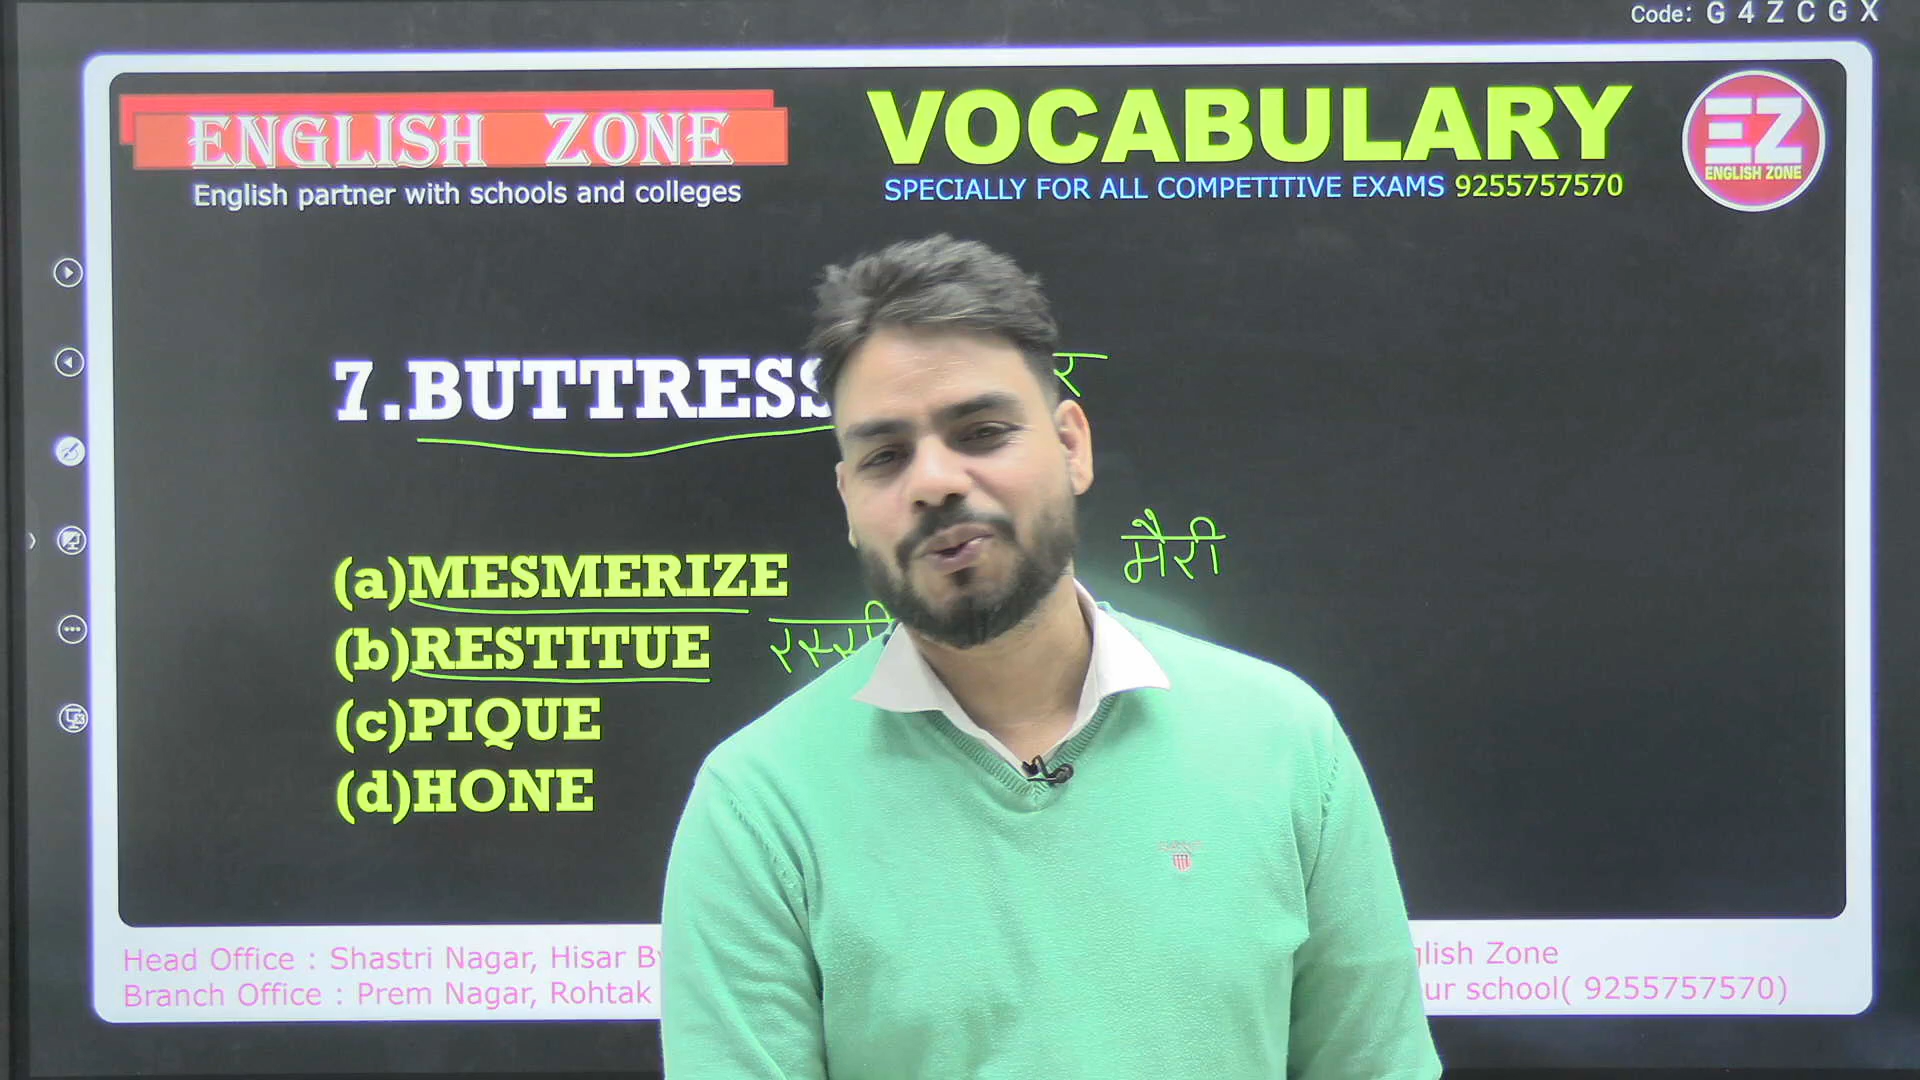 Code: G 4 Z C G X
ENGLISH ZONE
English partner with schools and colleges
VOCABULARY
SPECIALLY FOR ALL COMPETITIVE EXAMS 9255757570
EZ
ENGLISH ZONE
7.BUTTRESS
मैरी
(a)MESMERIZE
(b)RESTITUE
(c)PIQUE
(d)HONE
Head Office : Shastri Nagar, Hisar
Branch Office : Prem Nagar, Rohtak
Zone
school( 9255757570)